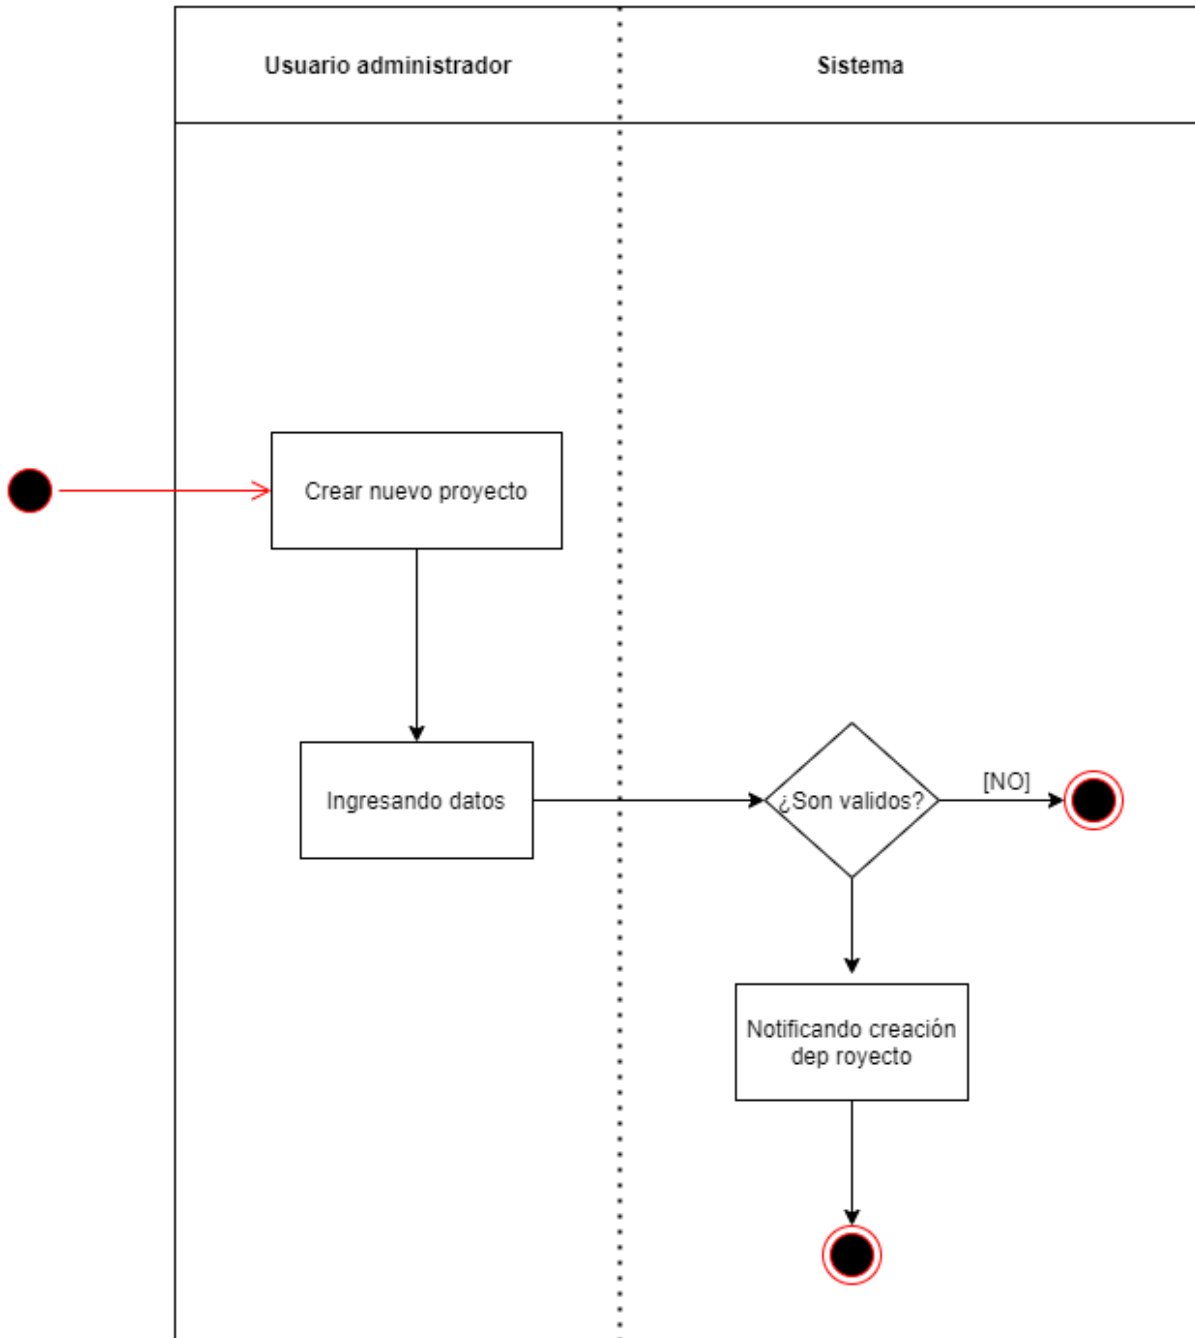 Usuario administrador
Sistema
Crear nuevo proyecto
Ingresando datos
¿Son validos?
[NO]
Notificando creación
dep royecto